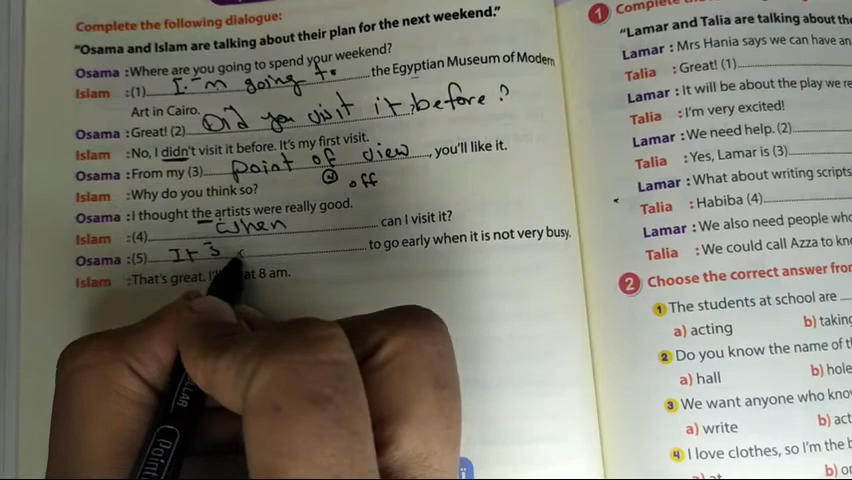 Complete the following dialogue:
"Osama and Islam are talking about their plan for the next weekend."
Osama : Where are you going to spend your weekend?
Islam : (1) I'm going to the Egyptian Museum of Modern
Art in Cairo.
Osama : Great! (2) Did you visit it before?
Islam : No, I didn't visit it before. It's my first visit.
Osama : From my (3) point of view, you'll like it.
off
Islam : Why do you think so?
Osama : I thought the artists were really good.
Islam : (4) When can I visit it?
Osama : (5) It's to go early when it is not very busy.
Islam : That's great. at 8 am.
1 Complete
"Lamar and Talia are talking about the
Lamar : Mrs Hania says we can have an
Talia : Great! (1)
Lamar : It will be about the play we re
Talia : I'm very excited!
Lamar : We need help. (2)
Talia : Yes, Lamar is (3)
Lamar : What about writing scripts
Talia : Habiba (4)
Lamar : We also need people who
Talia : We could call Azza to kn
2 Choose the correct answer from
1 The students at school are
a) acting b) taking
2 Do you know the name of th
a) hall b) hole
3 We want anyone who kno
a) write b) act
4 I love clothes, so I'm the b
a) at b) on